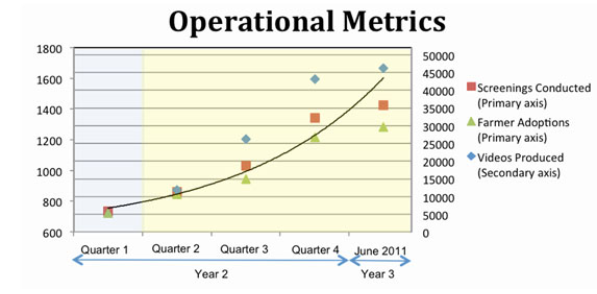 Operational Metrics
1800
1600
1400
1200
1000
800
600
50000
45000
40000
35000
30000
25000
20000
15000
10000
5000
0
Screenings Conducted
(Primary axis)
Farmer Adoptions
(Primary axis)
Videos Produced
(Secondary axis)
Quarter 1 Quarter 2 Quarter 3 Quarter 4 June 2011
Year 2 Year 3